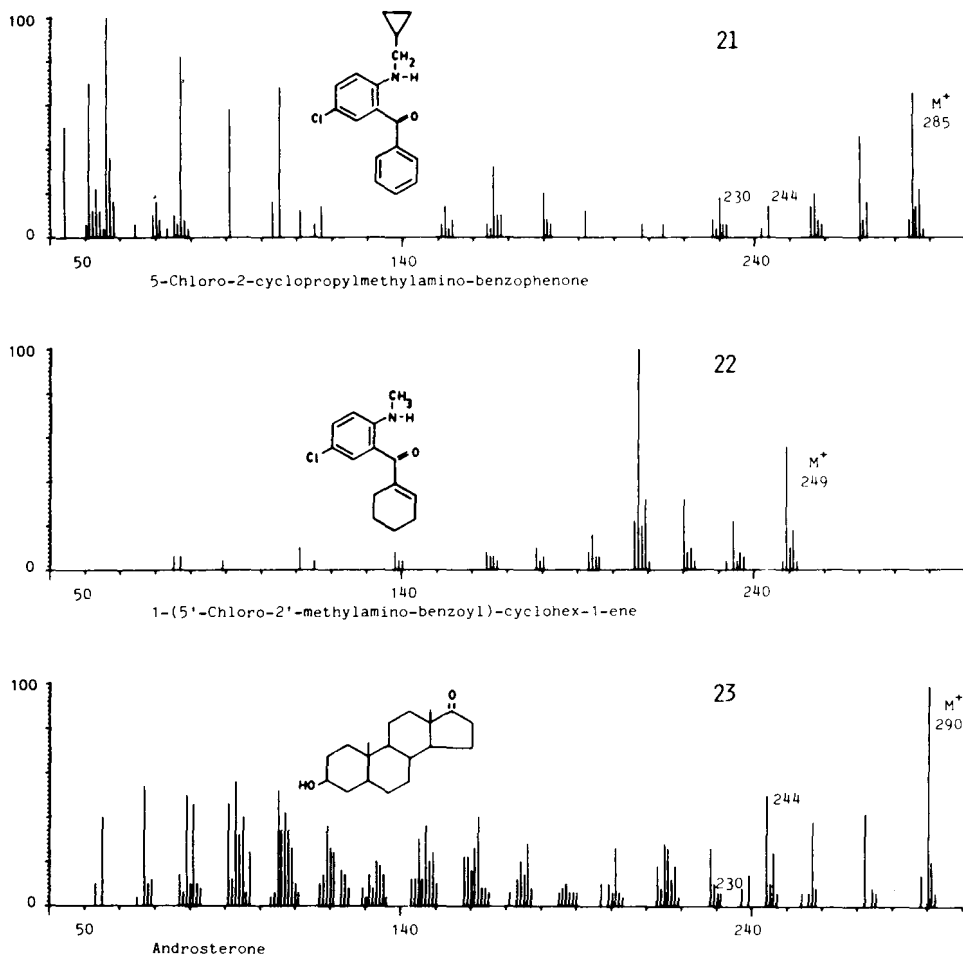 100
21
CH2
N-H
Cl
O
M+
285
230
244
0
50
140
240
5-Chloro-2-cyclopropylmethylamino-benzophenone
100
22
CH3
N-H
Cl
O
M+
249
0
50
140
240
1-(5'-Chloro-2'-methylamino-benzoyl)-cyclohex-1-ene
100
23
O
M+
290
HO
244
230
0
50
140
240
Androsterone